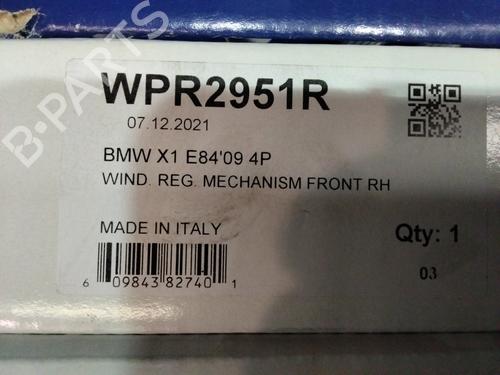 WPR2951R
07.12.2021
BMW X1 E84'09 4P
WIND. REG. MECHANISM FRONT RH
MADE IN ITALY
Qty: 1
6 09843 82740 1
03
B-PARTS